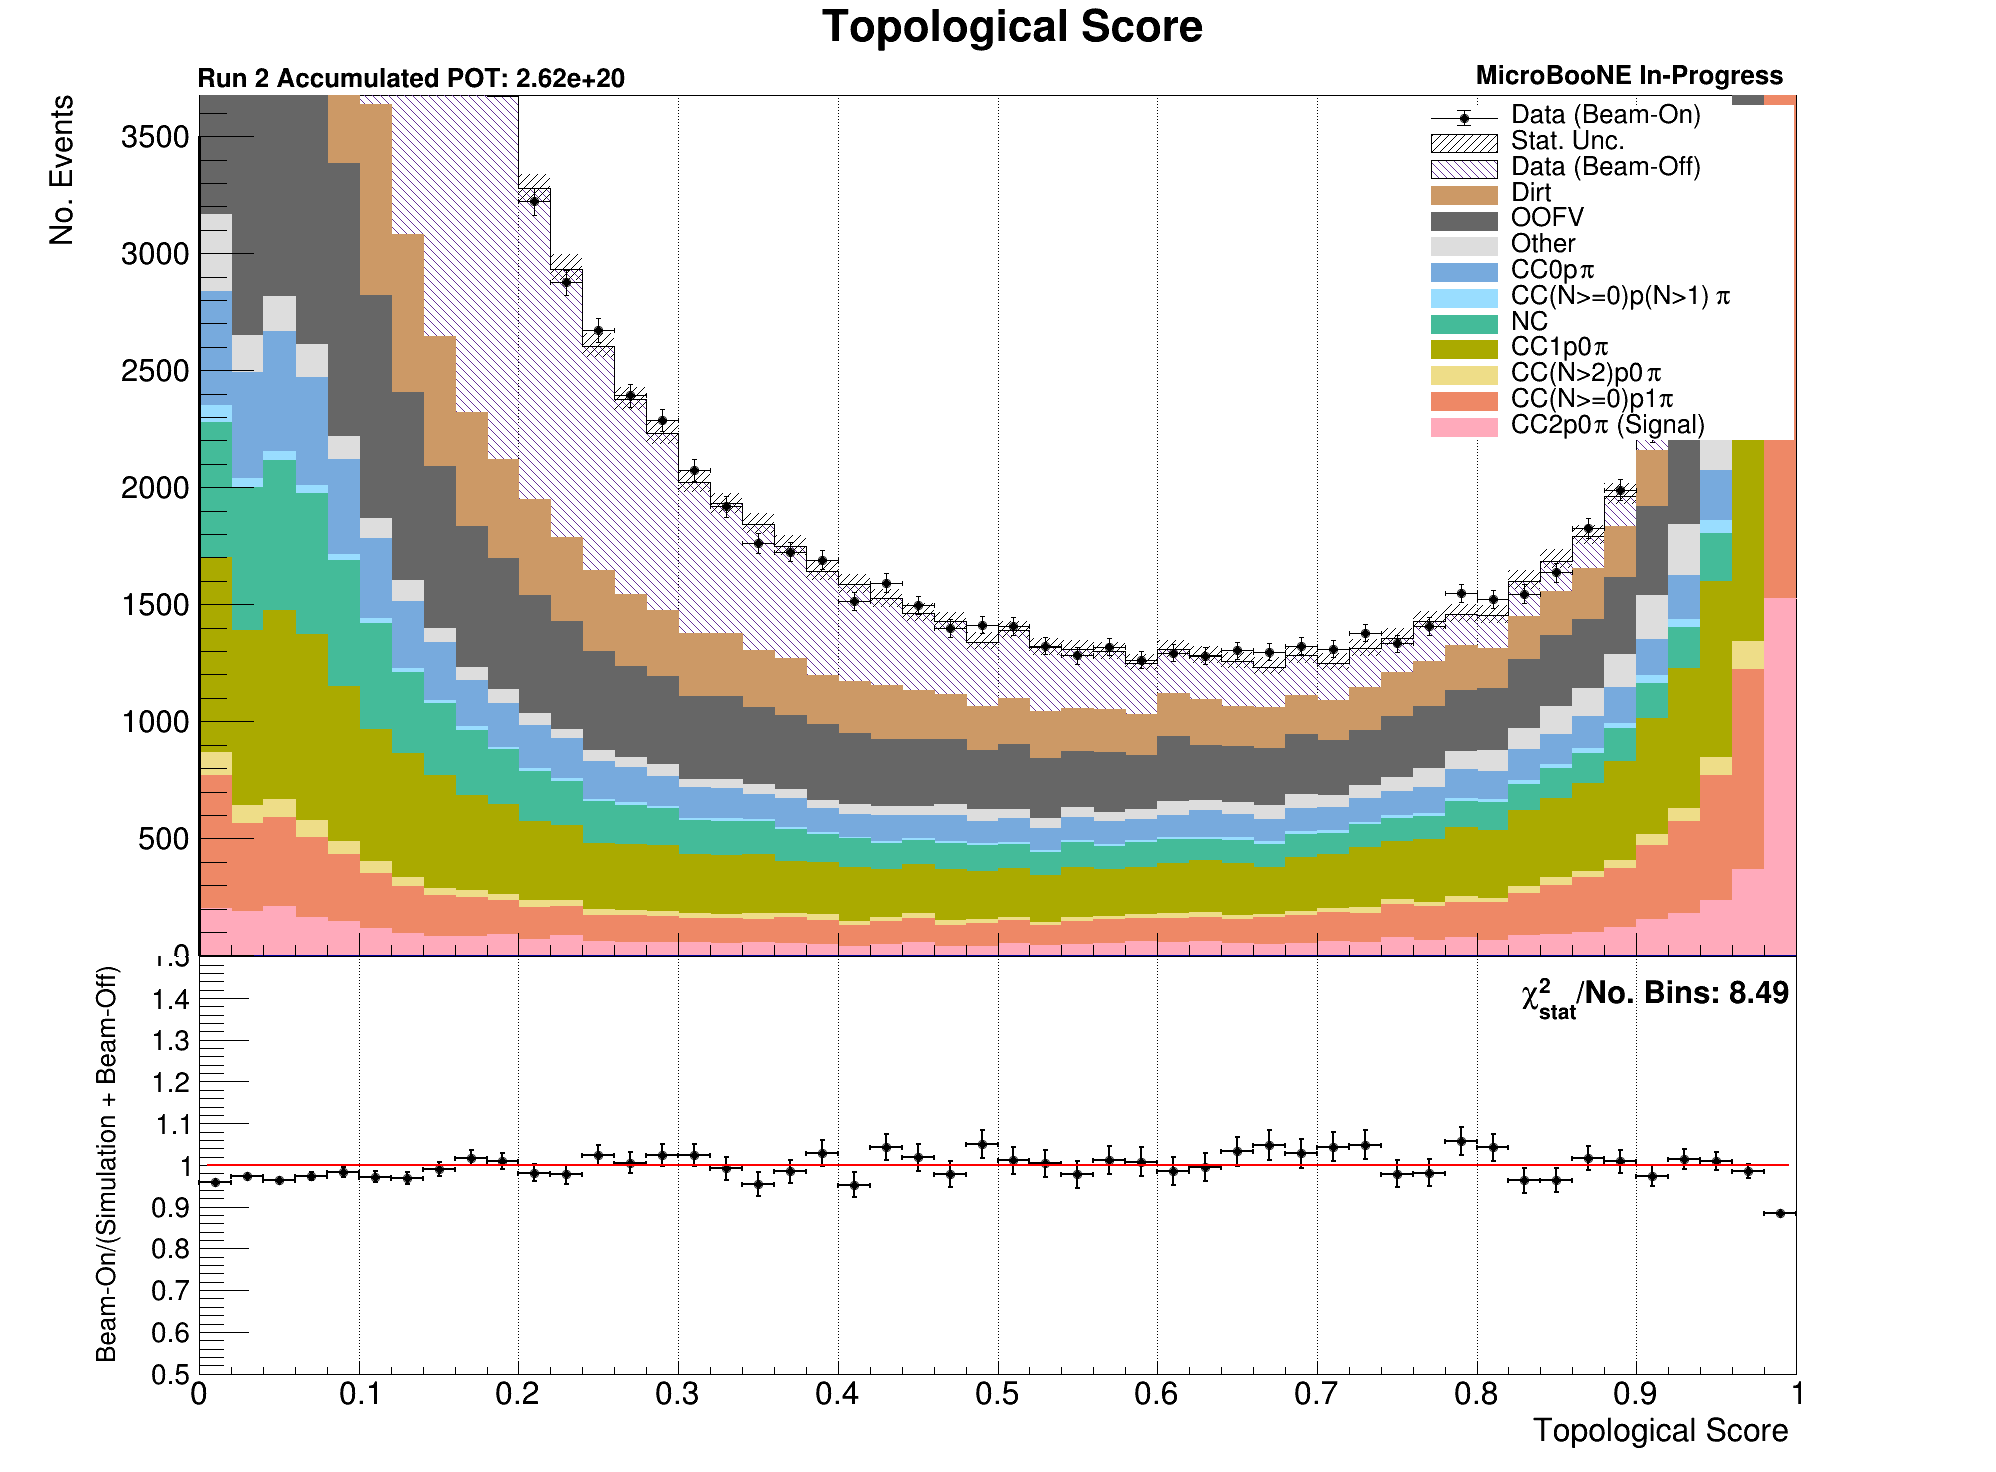 Topological Score
Run 2 Accumulated POT: 2.62e+20
MicroBooNE In-Progress
No. Events
3500
3000
2500
2000
1500
1000
500
0
Data (Beam-On)
Stat. Unc.
Data (Beam-Off)
Dirt
OOFV
Other
CC0pπ
CC(N>=0)p(N>1) π
NC
CC1p0π
CC(N>2)p0π
CC(N>=0)p1π
CC2p0π (Signal)
Beam-On/(Simulation + Beam-Off)
χ²stat/No. Bins: 8.49
1.4
1.3
1.2
1.1
1
0.9
0.8
0.7
0.6
0.5
0 0.1 0.2 0.3 0.4 0.5 0.6 0.7 0.8 0.9 1
Topological Score